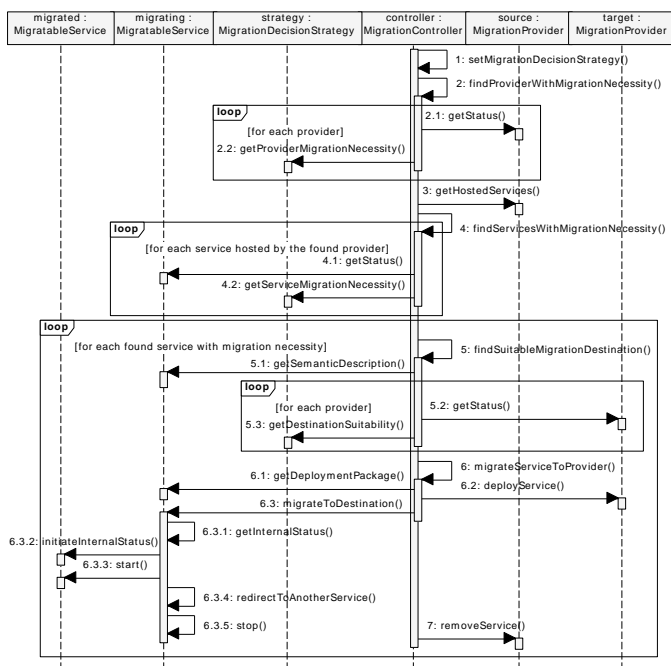 migrated :
MigratableService
migrating :
MigratableService
strategy :
MigrationDecisionStrategy
controller :
MigrationController
source :
MigrationProvider
target :
MigrationProvider
1: setMigrationDecisionStrategy()
2: findProviderWithMigrationNecessity()
loop
2.1: getStatus()
[for each provider]
2.2: getProviderMigrationNecessity()
3: getHostedServices()
loop
4: findServicesWithMigrationNecessity()
[for each service hosted by the found provider]
4.1: getStatus()
4.2: getServiceMigrationNecessity()
loop
[for each found service with migration necessity]
5: findSuitableMigrationDestination()
5.1: getSemanticDescription()
loop
[for each provider]
5.2: getStatus()
5.3: getDestinationSuitability()
6: migrateServiceToProvider()
6.1: getDeploymentPackage()
6.2: deployService()
6.3: migrateToDestination()
6.3.1: getInternalStatus()
6.3.2: initiateInternalStatus()
6.3.3: start()
6.3.4: redirectToAnotherService()
6.3.5: stop()
7: removeService()